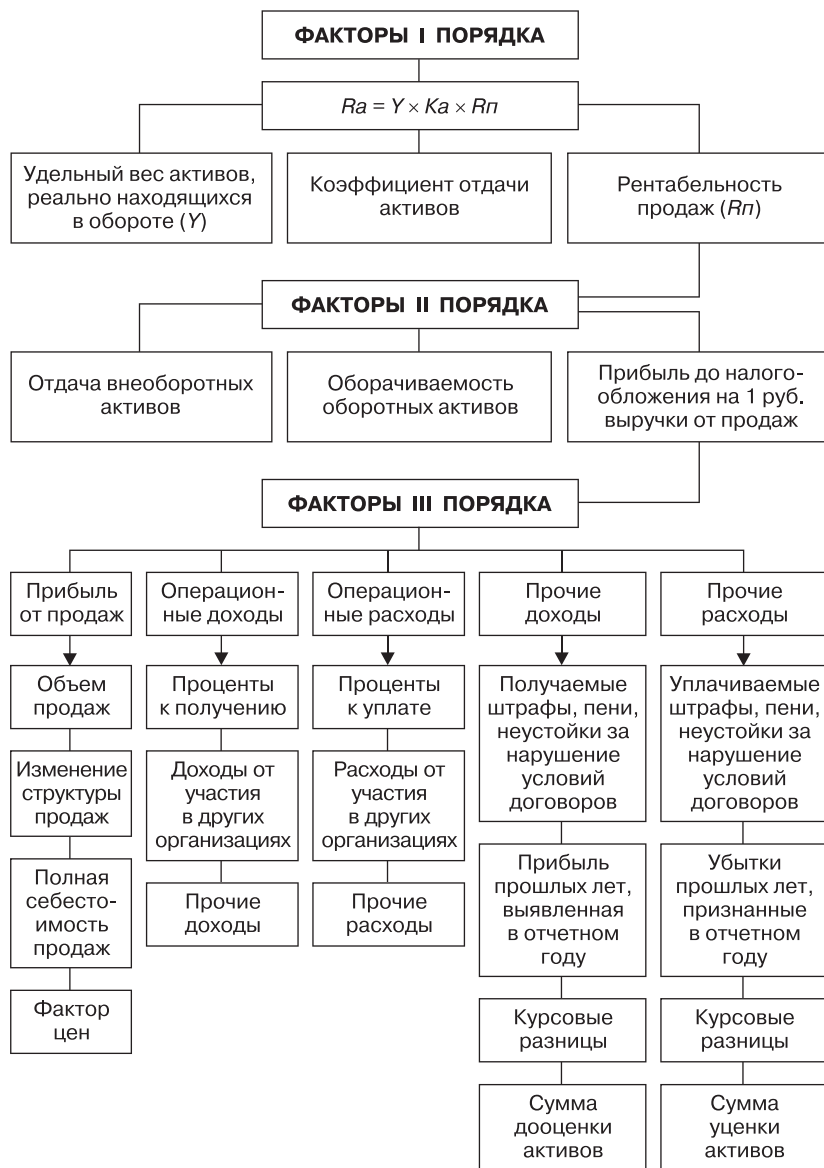 ФАКТОРЫ I ПОРЯДКА
Ra = Y × Ka × Rп
Удельный вес активов,
реально находящихся
в обороте (Y)
Коэффициент отдачи
активов
Рентабельность
продаж (Rп)
ФАКТОРЫ II ПОРЯДКА
Отдача внеоборотных
активов
Оборачиваемость
оборотных активов
Прибыль до налого-
обложения на 1 руб.
выручки от продаж
ФАКТОРЫ III ПОРЯДКА
Прибыль
от продаж
Объем
продаж
Изменение
структуры
продаж
Полная
себесто-
имость
продаж
Фактор
цен
Операцион-
ные доходы
Проценты
к получению
Доходы от
участия
в других
организациях
Прочие
доходы
Операцион-
ные расходы
Проценты
к уплате
Расходы от
участия
в других
организациях
Прочие
расходы
Прочие
доходы
Получаемые
штрафы, пени,
неустойки за
нарушение
условий
договоров
Прибыль
прошлых лет,
выявленная
в отчетном
году
Курсовые
разницы
Сумма
дооценки
активов
Прочие
расходы
Уплачиваемые
штрафы, пени,
неустойки за
нарушение
условий
договоров
Убытки
прошлых лет,
признанные
в отчетном
году
Курсовые
разницы
Сумма
уценки
активов